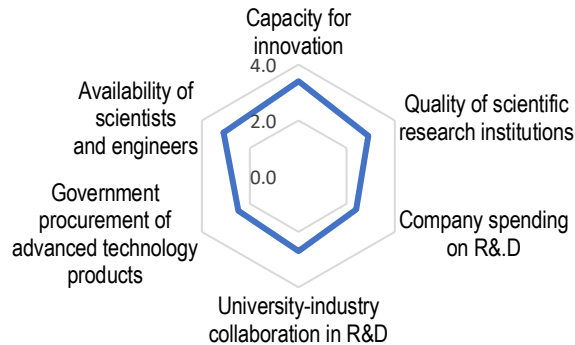 Capacity for
innovation
4.0
2.0
0.0
Quality of scientific
research institutions
Company spending
on R&.D
University-industry
collaboration in R&D
Government
procurement of
advanced technology
products
Availability of
scientists
and engineers